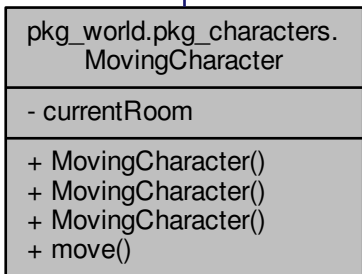 pkg_world.pkg_characters.
MovingCharacter
- currentRoom
+ MovingCharacter()
+ MovingCharacter()
+ MovingCharacter()
+ move()